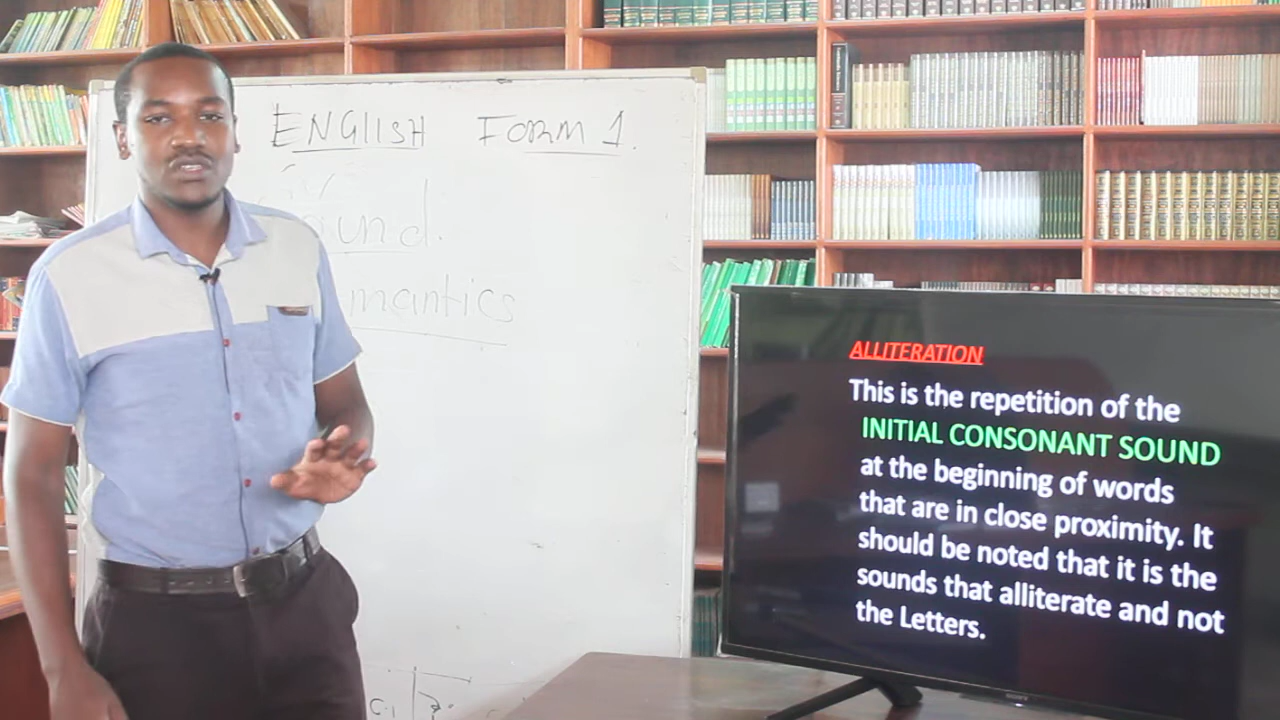 ENGLISH FORM 1.
ound.
mantics
ALLITERATION
This is the repetition of the
INITIAL CONSONANT SOUND
at the beginning of words
that are in close proximity. It
should be noted that it is the
sounds that alliterate and not
the Letters.
SONY